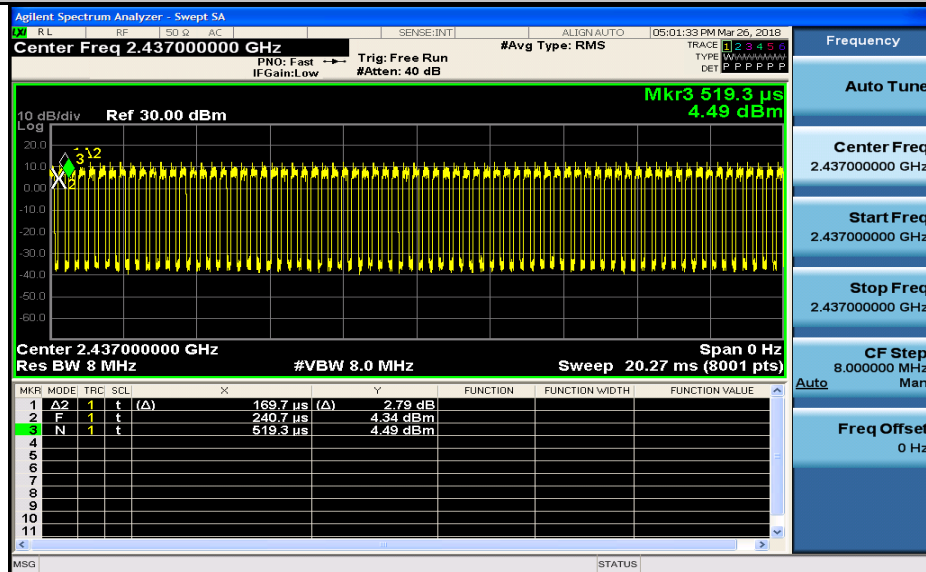 Agilent Spectrum Analyzer - Swept SA
LXI RL RF 50 Ω AC SENSE:INT ALIGN AUTO 05:01:33 PM Mar 26, 2018
Center Freq 2.437000000 GHz #Avg Type: RMS TRACE 1 2 3 4 5 6
PNO: Fast Trig: Free Run TYPE WWWWWW
IFGain:Low #Atten: 40 dB DET P P P P P P
Mkr3 519.3 µs
4.49 dBm
10 dB/div Ref 30.00 dBm
Log
20.0
10.0
0.00
-10.0
-20.0
-30.0
-40.0
-50.0
-60.0
3 1Δ2
2
Center 2.437000000 GHz Span 0 Hz
Res BW 8 MHz #VBW 8.0 MHz Sweep 20.27 ms (8001 pts)
MKR MODE TRC SCL X Y FUNCTION FUNCTION WIDTH FUNCTION VALUE
1 Δ2 1 t (Δ) 169.7 µs (Δ) 2.79 dB
2 F 1 t 240.7 µs 4.34 dBm
3 N 1 t 519.3 µs 4.49 dBm
4
5
6
7
8
9
10
11
MSG STATUS
Frequency
Auto Tune
Center Freq
2.437000000 GHz
Start Freq
2.437000000 GHz
Stop Freq
2.437000000 GHz
CF Step
8.000000 MHz
Auto Man
Freq Offset
0 Hz